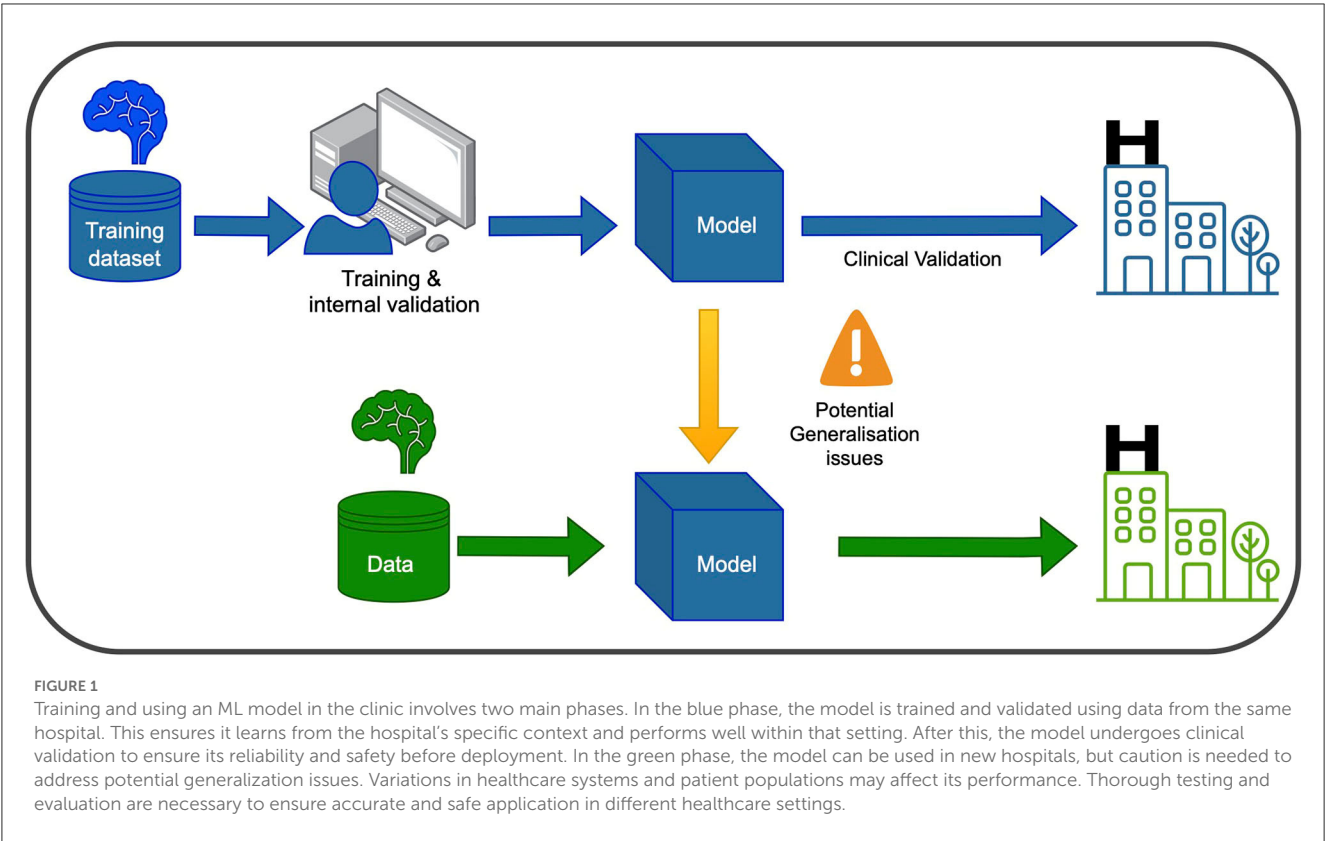 Training
dataset
Training &
internal validation
Model
Clinical Validation
H
Potential
Generalisation
issues
Data
Model
H
FIGURE 1
Training and using an ML model in the clinic involves two main phases. In the blue phase, the model is trained and validated using data from the same
hospital. This ensures it learns from the hospital's specific context and performs well within that setting. After this, the model undergoes clinical
validation to ensure its reliability and safety before deployment. In the green phase, the model can be used in new hospitals, but caution is needed to
address potential generalization issues. Variations in healthcare systems and patient populations may affect its performance. Thorough testing and
evaluation are necessary to ensure accurate and safe application in different healthcare settings.